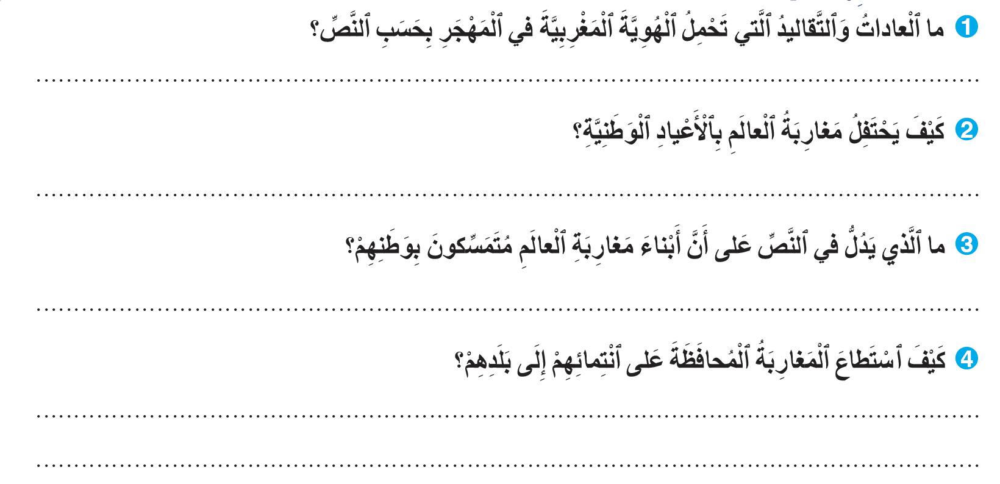 1 ما ٱلْعاداتُ وَٱلتَّقاليدُ ٱلَّتي تَحْمِلُ ٱلْهُوِيَّةَ ٱلْمَغْرِبِيَّةَ في ٱلْمَهْجَرِ بِحَسَبِ ٱلنَّصِّ؟
2 كَيْفَ يَحْتَفِلُ مَغارِبَةُ ٱلْعالَمِ بِٱلْأَعْيادِ ٱلْوَطَنِيَّةِ؟
3 ما ٱلَّذي يَدُلُّ في ٱلنَّصِّ عَلى أَنَّ أَبْناءَ مَغارِبَةِ ٱلْعالَمِ مُتَمَسِّكونَ بِوَطَنِهِمْ؟
4 كَيْفَ ٱسْتَطاعَ ٱلْمَغارِبَةُ ٱلْمُحافَظَةَ عَلى ٱنْتِمائِهِمْ إِلَى بَلَدِهِمْ؟